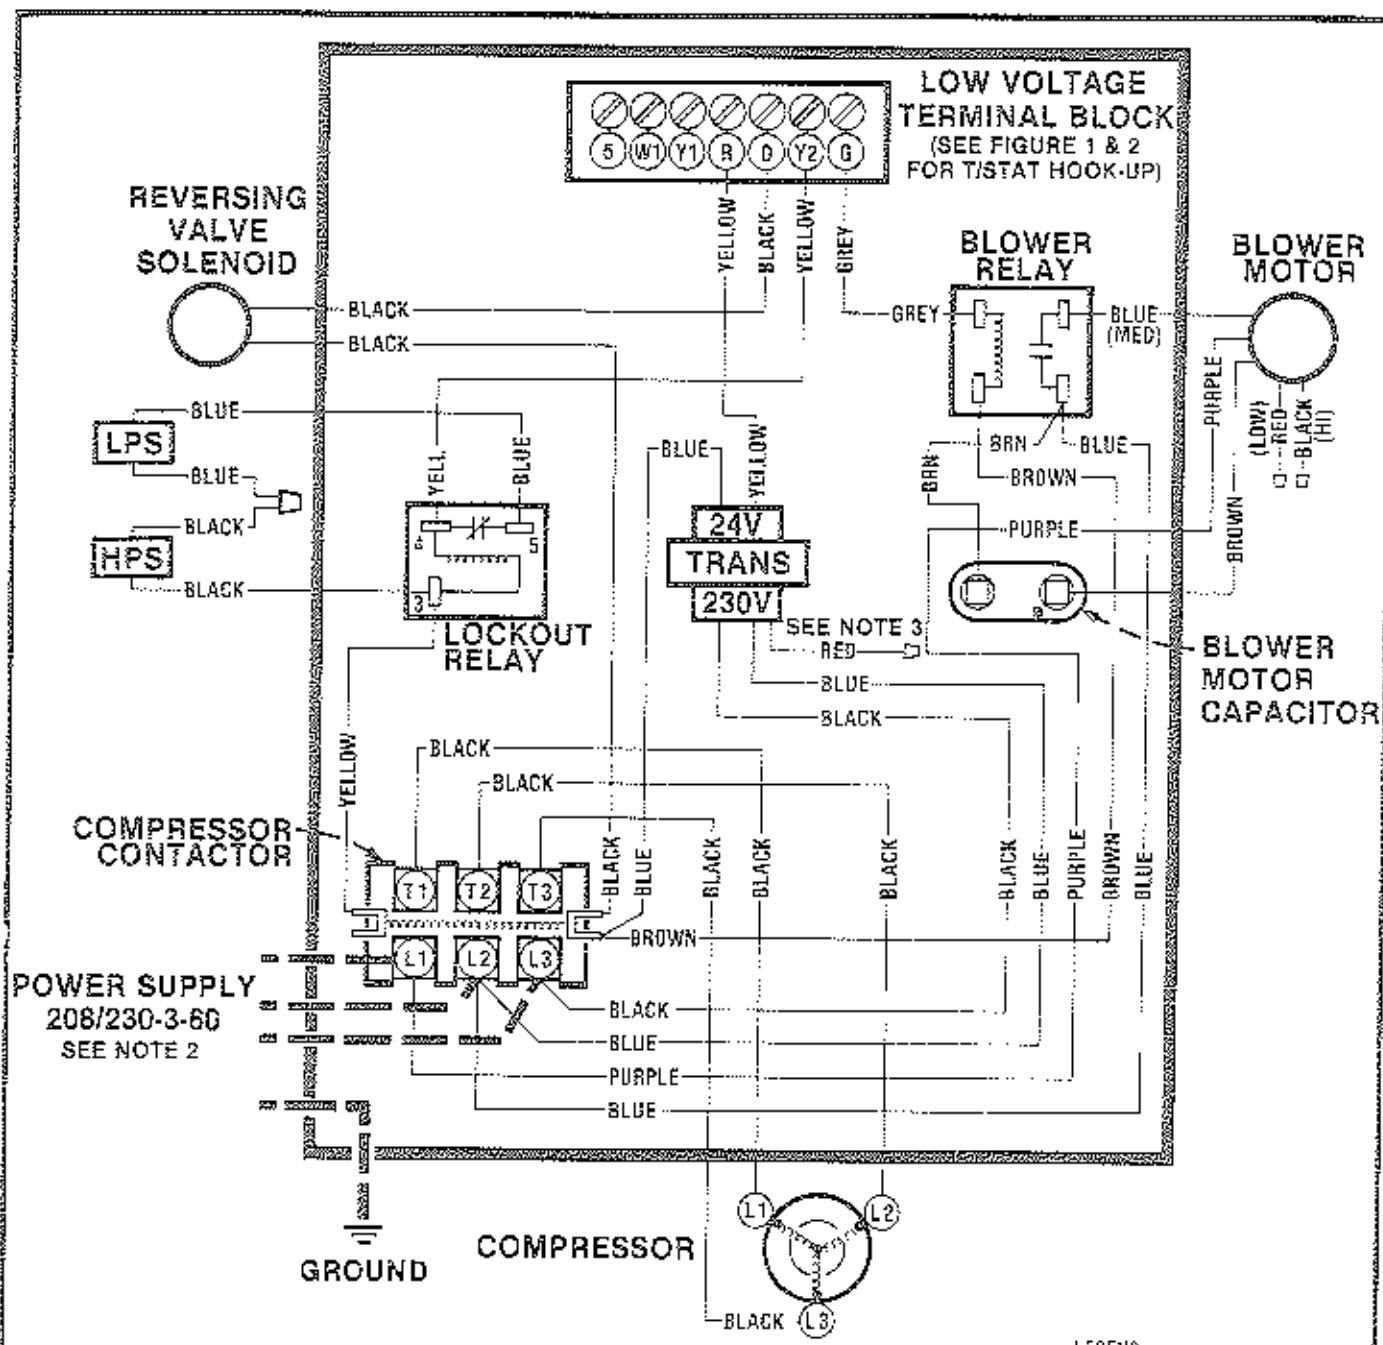 LOW VOLTAGE
TERMINAL BLOCK
(SEE FIGURE 1 & 2
FOR T/STAT HOOK-UP)
5 W1 Y1 R O Y2 G
REVERSING
VALVE
SOLENOID
YELLOW
BLACK
YELLOW
GREY
BLOWER
RELAY
BLOWER
MOTOR
BLACK
BLACK
GREY
BLUE
(MED)
PURPLE
(LOW)
RED
BLACK
(HI)
BLUE
LPS
BLUE
YELL
BLUE
BLUE
YELLOW
BRN
BRN
BLUE
BROWN
BROWN
BLACK
HPS
BLACK
4
5
3
LOCKOUT
RELAY
24V
TRANS
230V
PURPLE
SEE NOTE 3
RED
BLUE
BLACK
BLOWER
MOTOR
CAPACITOR
YELLOW
BLACK
BLACK
COMPRESSOR
CONTACTOR
T1 T2 T3
BLACK
BLUE
BLACK
BLACK
BLACK
BLACK
BLUE
PURPLE
BROWN
BLUE
L1 L2 L3
BROWN
POWER SUPPLY
208/230-3-60
SEE NOTE 2
BLACK
BLUE
PURPLE
BLUE
GROUND
COMPRESSOR
L1
L2
BLACK
L3
LEGEND